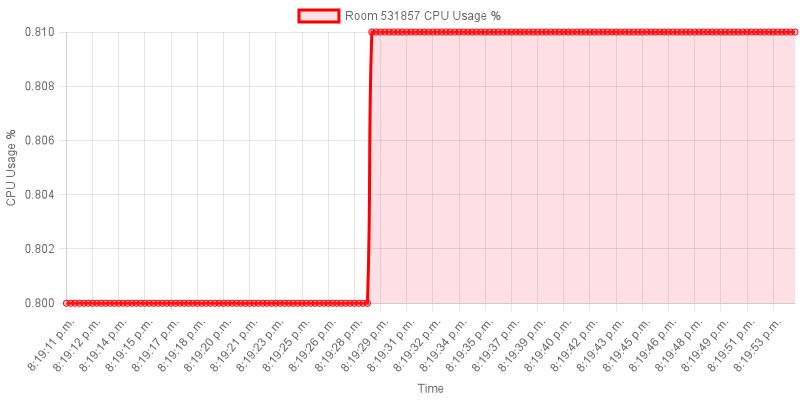 Room 531857 CPU Usage %
0.810
0.808
0.806
0.804
0.802
0.800
CPU Usage %
8:19:11 p.m.
8:19:12 p.m.
8:19:14 p.m.
8:19:15 p.m.
8:19:17 p.m.
8:19:18 p.m.
8:19:20 p.m.
8:19:21 p.m.
8:19:23 p.m.
8:19:25 p.m.
8:19:26 p.m.
8:19:28 p.m.
8:19:29 p.m.
8:19:31 p.m.
8:19:32 p.m.
8:19:34 p.m.
8:19:35 p.m.
8:19:37 p.m.
8:19:39 p.m.
8:19:40 p.m.
8:19:42 p.m.
8:19:43 p.m.
8:19:45 p.m.
8:19:46 p.m.
8:19:48 p.m.
8:19:49 p.m.
8:19:51 p.m.
8:19:53 p.m.
Time